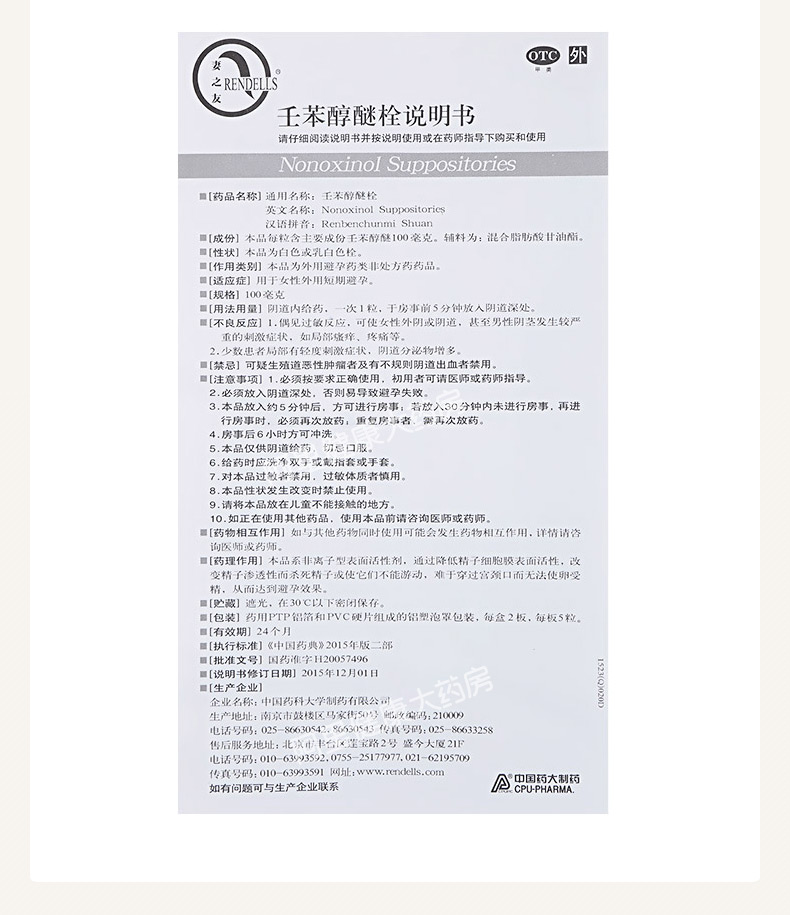 妻之友
RENDELLS®
OTC
甲类
外
壬苯醇醚栓说明书
请仔细阅读说明书并按说明使用或在药师指导下购买和使用
Nonoxinol Suppositories
[药品名称] 通用名称：壬苯醇醚栓
英文名称：Nonoxinol Suppositories
汉语拼音：Renbenchunmi Shuan
[成份] 本品每粒含主要成份壬苯醇醚100毫克。辅料为：混合脂肪酸甘油酯。
[性状] 本品为白色或乳白色栓。
[作用类别] 本品为外用避孕药类非处方药药品。
[适应症] 用于女性外用短期避孕。
[规格] 100毫克
[用法用量] 阴道内给药，一次1粒，于房事前5分钟放入阴道深处。
[不良反应] 1.偶见过敏反应，可使女性外阴或阴道，甚至男性阴茎发生较严
重的刺激症状，如局部瘙痒、疼痛等。
2.少数患者局部有轻度刺激症状，阴道分泌物增多。
[禁忌] 可疑生殖道恶性肿瘤者及有不规则阴道出血者禁用。
[注意事项] 1.必须按要求正确使用，初用者可请医师或药师指导。
2.必须放入阴道深处，否则易导致避孕失败。
3.本品放入约5分钟后，方可进行房事；若放入30分钟内未进行房事，再进
行房事时，必须再次放药；重复房事者，需再次放药。
4.房事后6小时方可冲洗。
5.本品仅供阴道给药，切忌口服。
6.给药时应洗净双手或戴指套或手套。
7.对本品过敏者禁用，过敏体质者慎用。
8.本品性状发生改变时禁止使用。
9.请将本品放在儿童不能接触的地方。
10.如正在使用其他药品，使用本品前请咨询医师或药师。
[药物相互作用] 如与其他药物同时使用可能会发生药物相互作用，详情请咨
询医师或药师。
[药理作用] 本品系非离子型表面活性剂，通过降低精子细胞膜表面活性，改
变精子渗透性而杀死精子或使它们不能游动，难于穿过宫颈口而无法使卵受
精，从而达到避孕效果。
[贮藏] 遮光，在30℃以下密闭保存。
[包装] 药用PTP铝箔和PVC硬片组成的铝塑泡罩包装，每盒2板，每板5粒。
[有效期] 24个月
[执行标准]《中国药典》2015年版二部
[批准文号] 国药准字H20057496
[说明书修订日期] 2015年12月01日
[生产企业]
企业名称：中国药科大学制药有限公司
生产地址：南京市鼓楼区马家街50号 邮政编码：210009
电话号码：025-86630542、86630543 传真号码：025-86633258
售后服务地址：北京市丰台区莲宝路2号 盛今大厦21F
电话号码：010-63993592,0755-25177977,021-62195709
传真号码：010-63993591 网址：www.rendells.com
如有问题可与生产企业联系
中国药大制药
CPU-PHARMA.